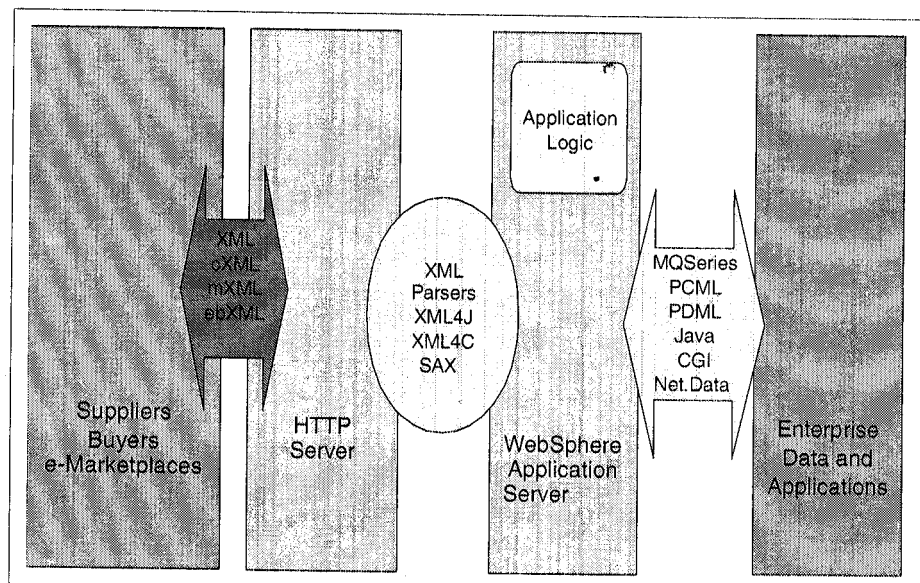 Application
Logic
XML
cXML
mXML
ebXML
XML
Parsers
XML4J
XML4C
SAX
MQSeries
PCML
PDML
Java
CGI
Net.Data
Suppliers
Buyers
e-Marketplaces
HTTP
Server
WebSphere
Application
Server
Enterprise
Data and
Applications